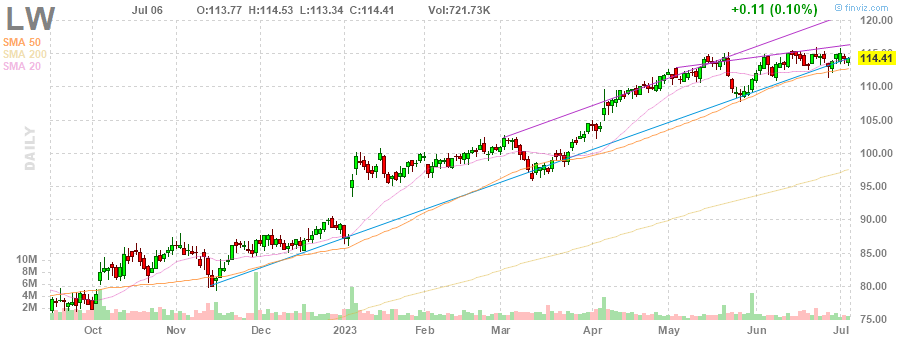 LW Jul 06 O:113.77 H:114.53 L:113.34 C:114.41 Vol:721.73K +0.11 (0.10%) © finviz.com
SMA 50
SMA 200
SMA 20
DAILY
120.00
115.00
114.41
110.00
105.00
100.00
95.00
90.00
85.00
80.00
75.00
10M
8M
6M
4M
2M
Oct Nov Dec 2023 Feb Mar Apr May Jun Jul